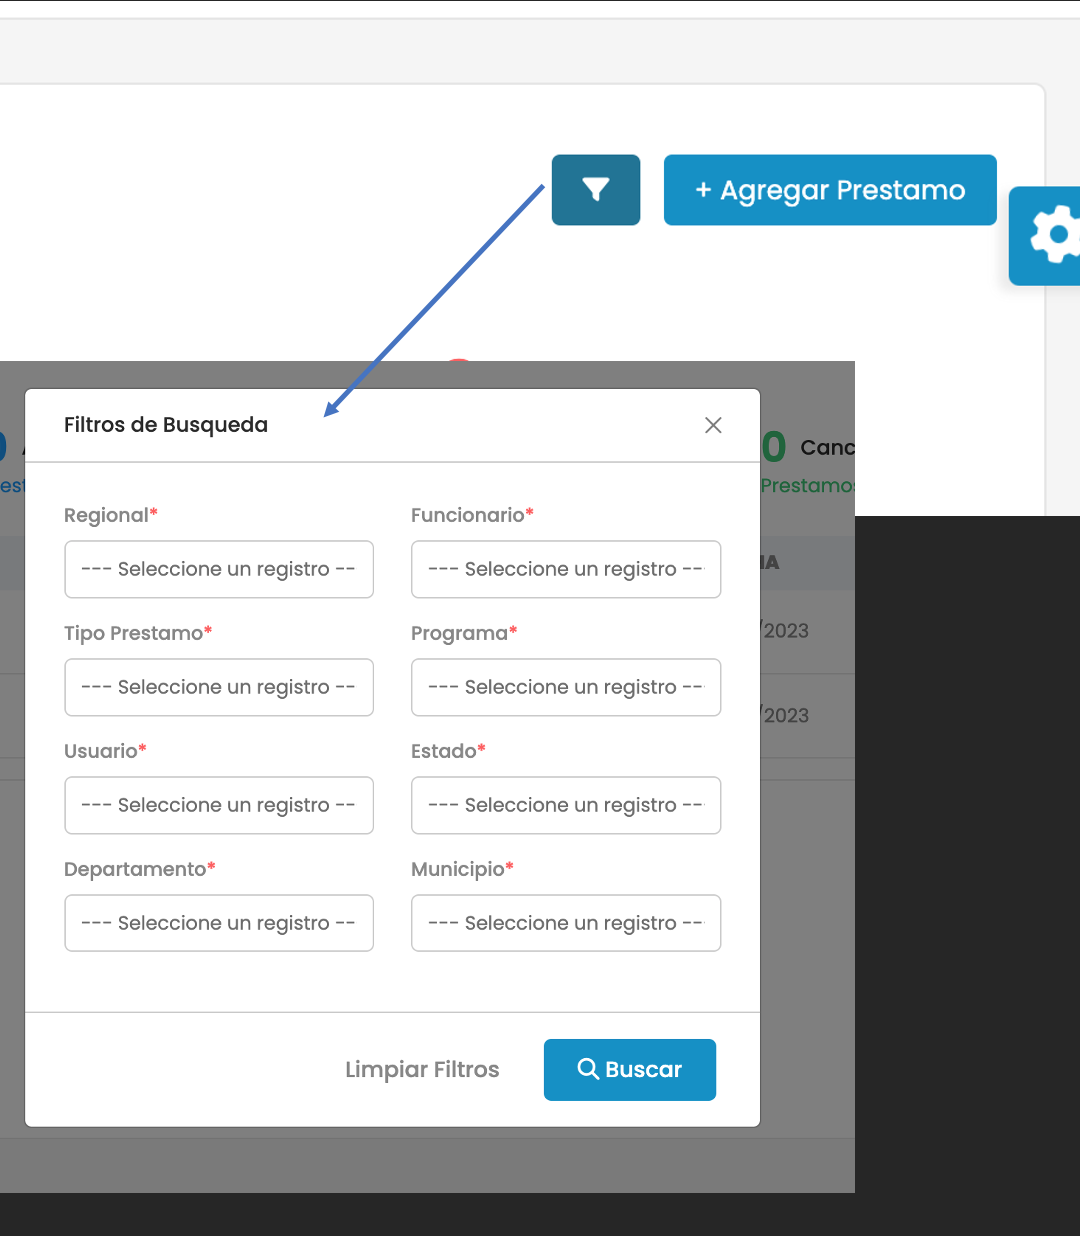 + Agregar Prestamo
Filtros de Busqueda
0 Canc
Prestamos
Regional*
Funcionario*
--- Seleccione un registro --
--- Seleccione un registro --
Tipo Prestamo*
Programa*
/2023
--- Seleccione un registro --
--- Seleccione un registro --
/2023
Usuario*
Estado*
--- Seleccione un registro --
--- Seleccione un registro --
Departamento*
Municipio*
--- Seleccione un registro --
--- Seleccione un registro --
Limpiar Filtros
Buscar